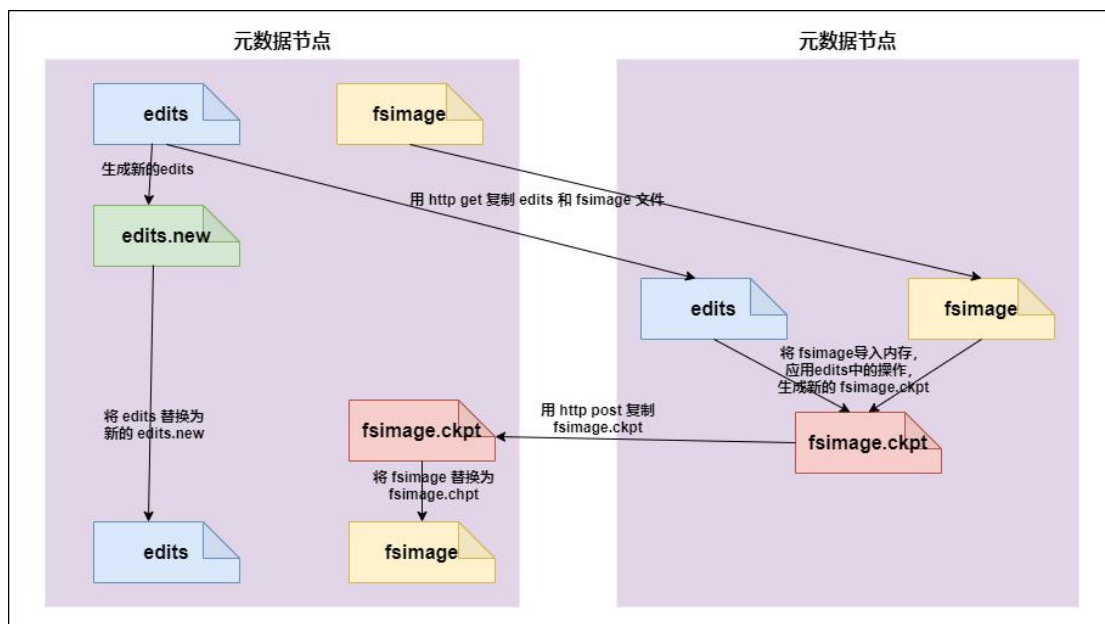 元数据节点
元数据节点
edits
fsimage
生成新的edits
用 http get 复制 edits 和 fsimage 文件
edits.new
edits
fsimage
将 fsimage导入内存，
应用edits中的操作，
生成新的 fsimage.ckpt
将 edits 替换为
新的 edits.new
用 http post 复制
fsimage.ckpt
fsimage.ckpt
fsimage.ckpt
将 fsimage 替换为
fsimage.chpt
edits
fsimage